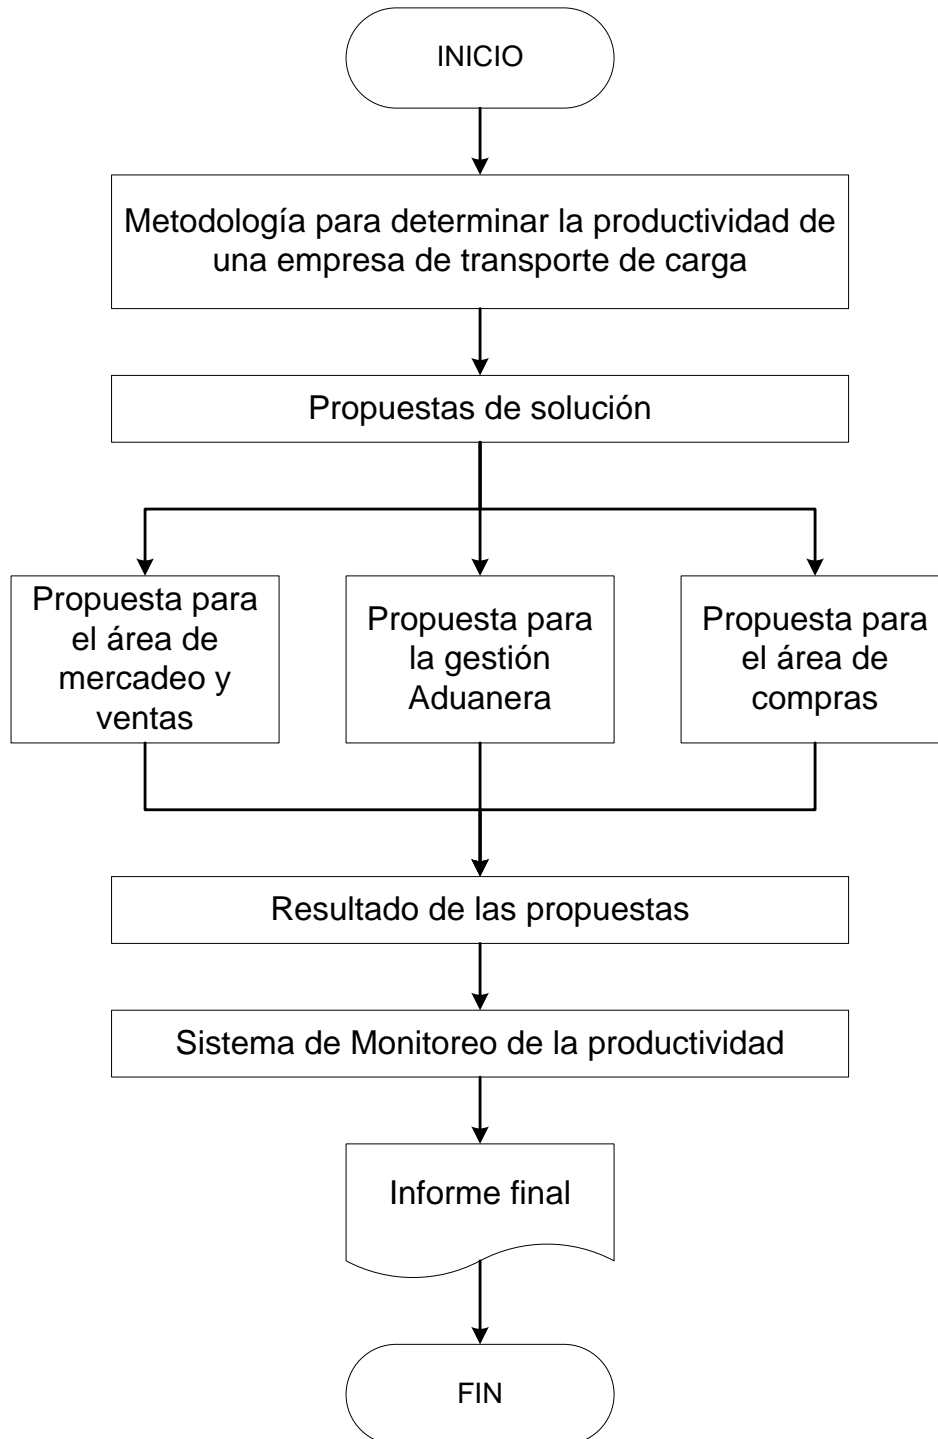 INICIO
Metodología para determinar la productividad de
una empresa de transporte de carga
Propuestas de solución
Propuesta para
el área de
mercadeo y
ventas
Propuesta para
la gestión
Aduanera
Propuesta para
el área de
compras
Resultado de las propuestas
Sistema de Monitoreo de la productividad
Informe final
FIN